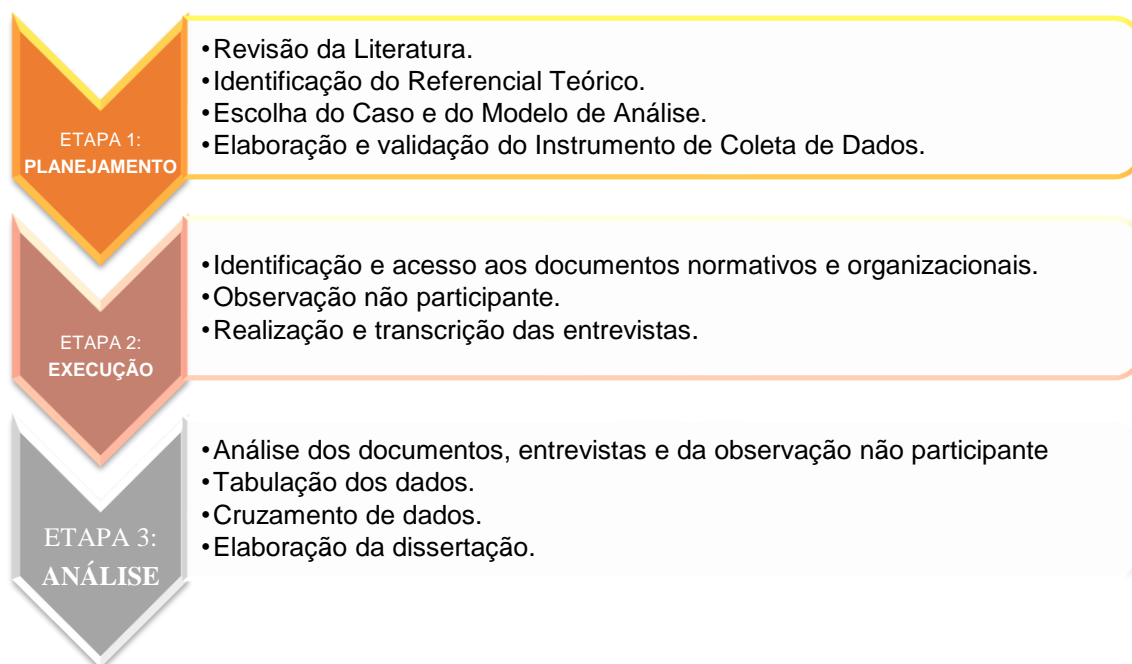 ETAPA 1:
PLANEJAMENTO
•Revisão da Literatura.
•Identificação do Referencial Teórico.
•Escolha do Caso e do Modelo de Análise.
•Elaboração e validação do Instrumento de Coleta de Dados.
ETAPA 2:
EXECUÇÃO
•Identificação e acesso aos documentos normativos e organizacionais.
•Observação não participante.
•Realização e transcrição das entrevistas.
ETAPA 3:
ANÁLISE
•Análise dos documentos, entrevistas e da observação não participante
•Tabulação dos dados.
•Cruzamento de dados.
•Elaboração da dissertação.